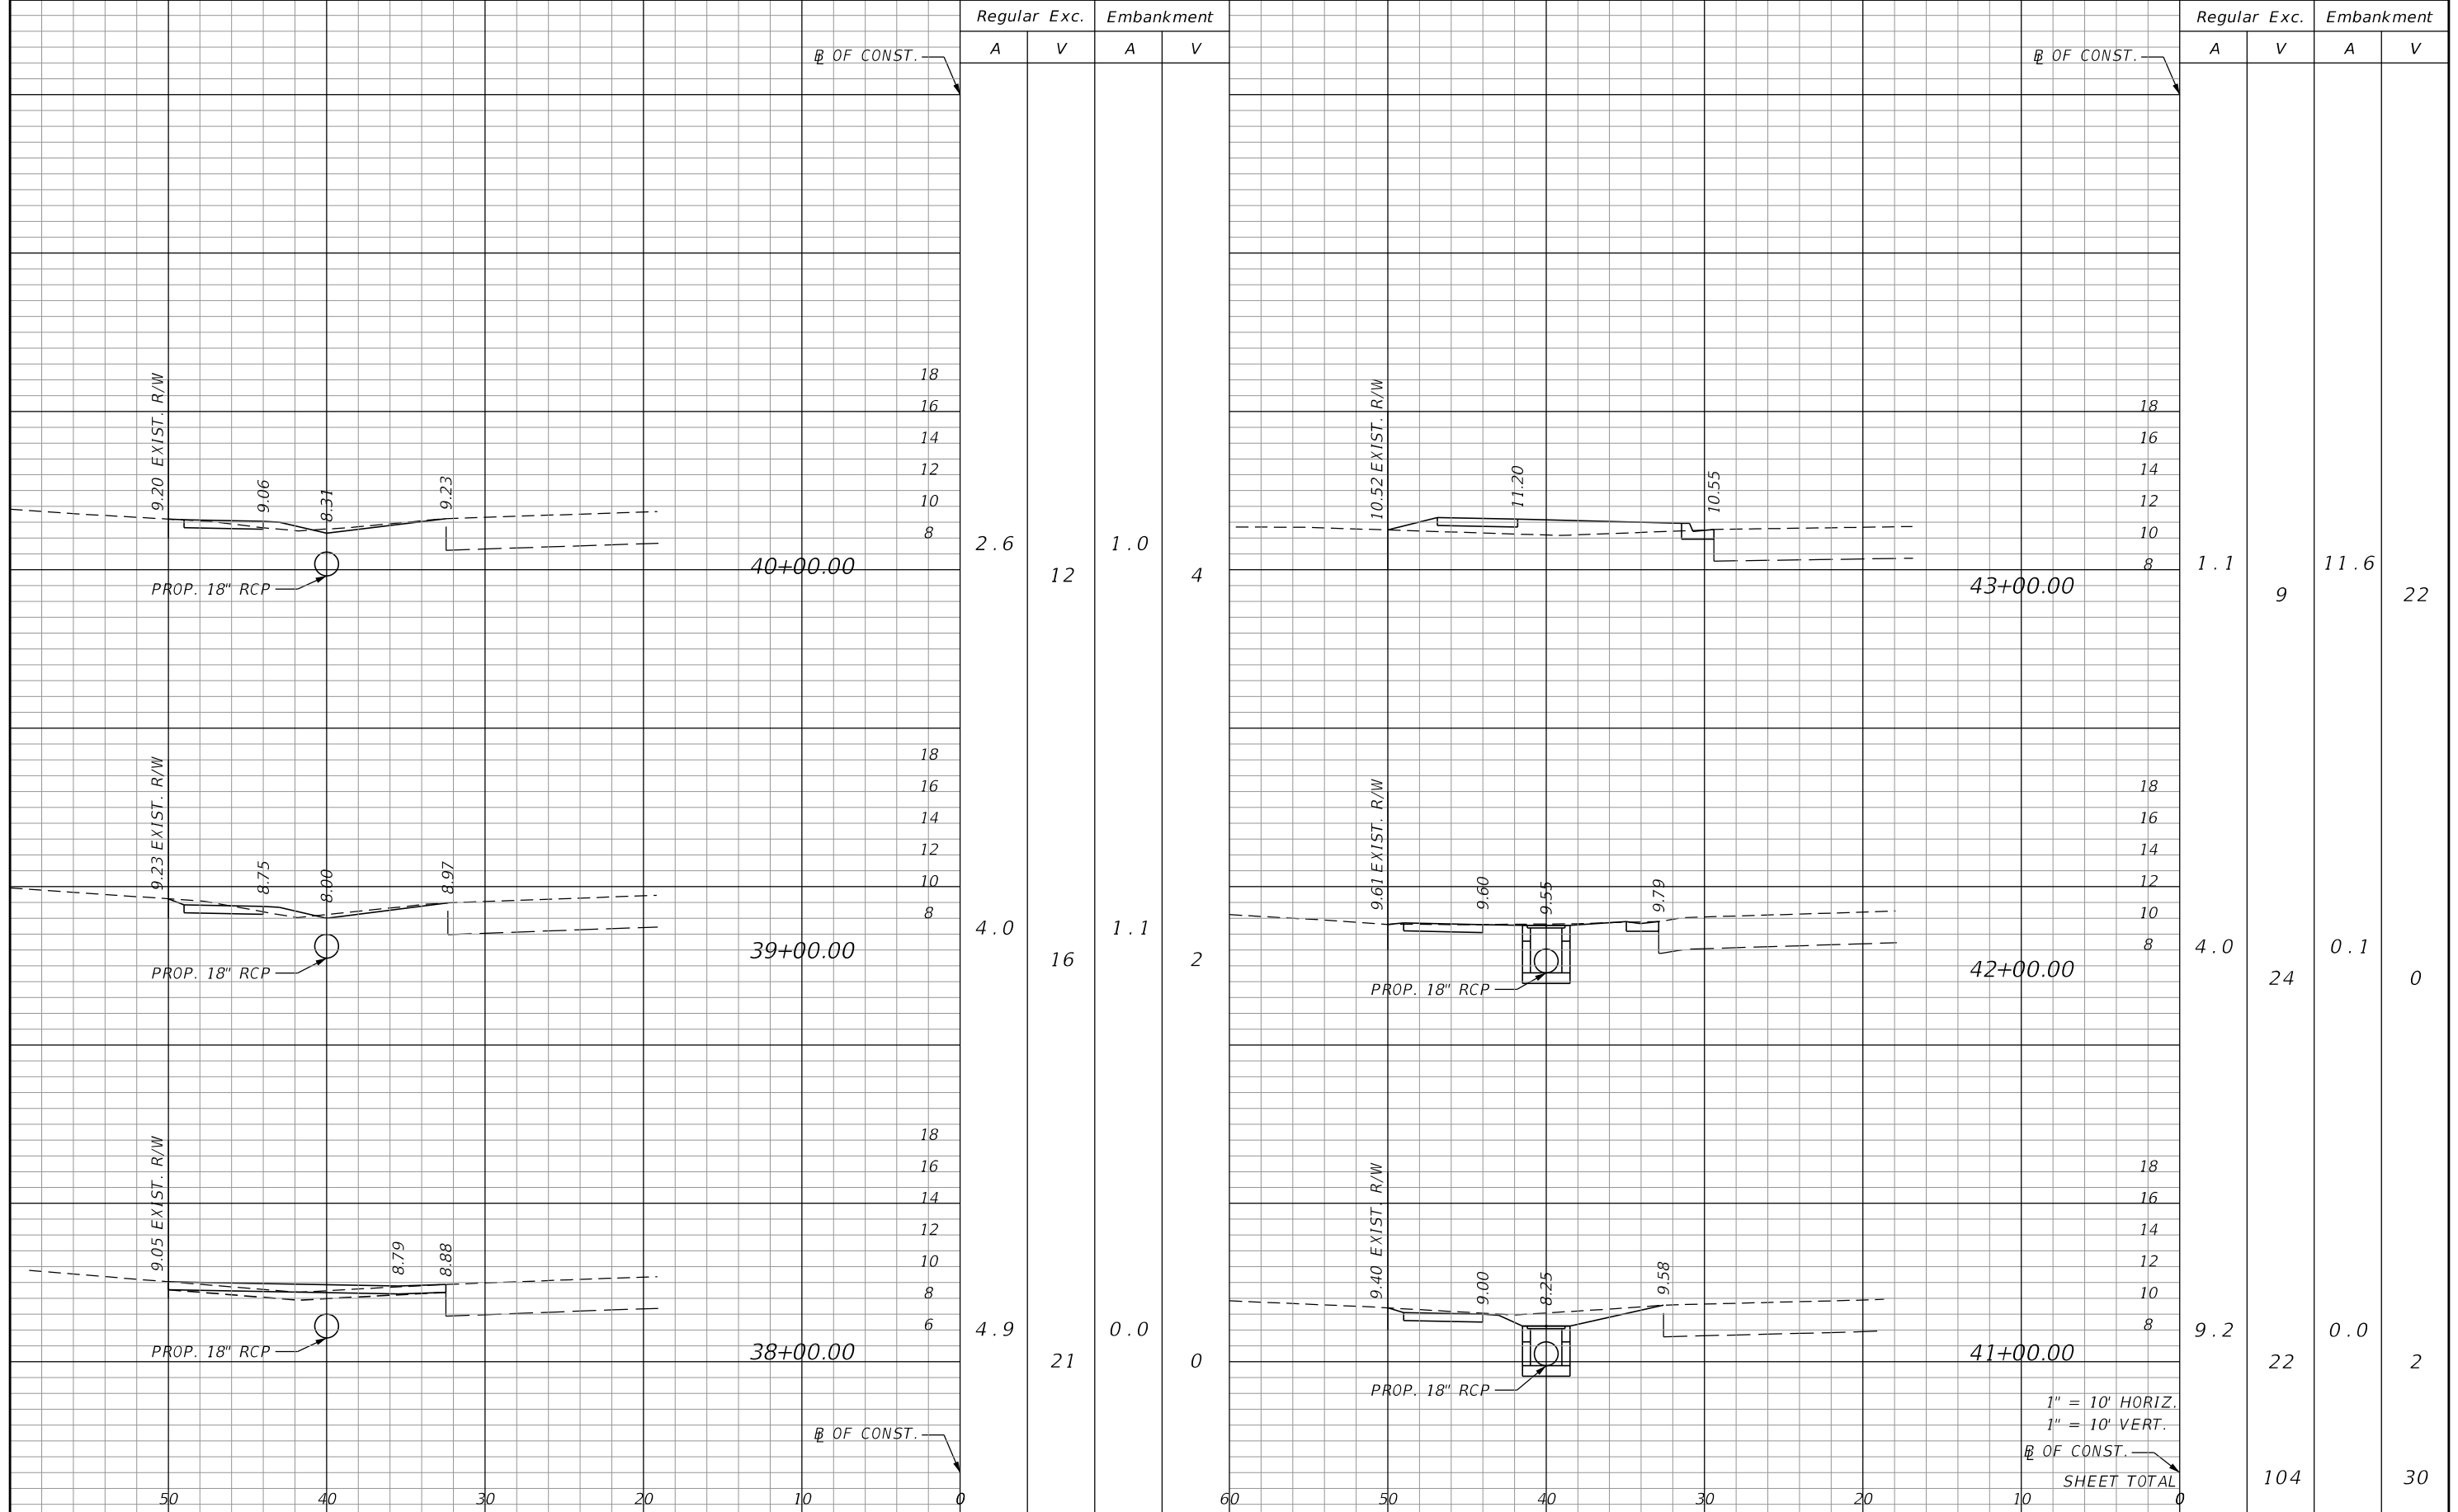 Regular Exc. Embankment
A V A V
℄ OF CONST.
9.20 EXIST. R/W
9.06
8.31
9.23
18
16
14
12
10
8
PROP. 18" RCP
40+00.00
2.6 1.0
12 4
9.23 EXIST. R/W
8.75
8.00
8.97
18
16
14
12
10
8
PROP. 18" RCP
39+00.00
4.0 1.1
16 2
9.05 EXIST. R/W
8.79
8.88
18
16
14
12
10
8
6
PROP. 18" RCP
38+00.00
4.9 0.0
21 0
℄ OF CONST.
50 40 30 20 10 0
Regular Exc. Embankment
A V A V
℄ OF CONST.
10.52 EXIST. R/W
11.20
10.55
18
16
14
12
10
8
43+00.00
1.1 11.6
9 22
9.61 EXIST. R/W
9.60
9.55
9.79
18
16
14
12
10
8
PROP. 18" RCP
42+00.00
4.0 0.1
24 0
9.40 EXIST. R/W
9.00
8.25
9.58
18
16
14
12
10
8
PROP. 18" RCP
41+00.00
9.2 0.0
22 2
1" = 10' HORIZ.
1" = 10' VERT.
℄ OF CONST.
SHEET TOTAL 104 30
60 50 40 30 20 10 0